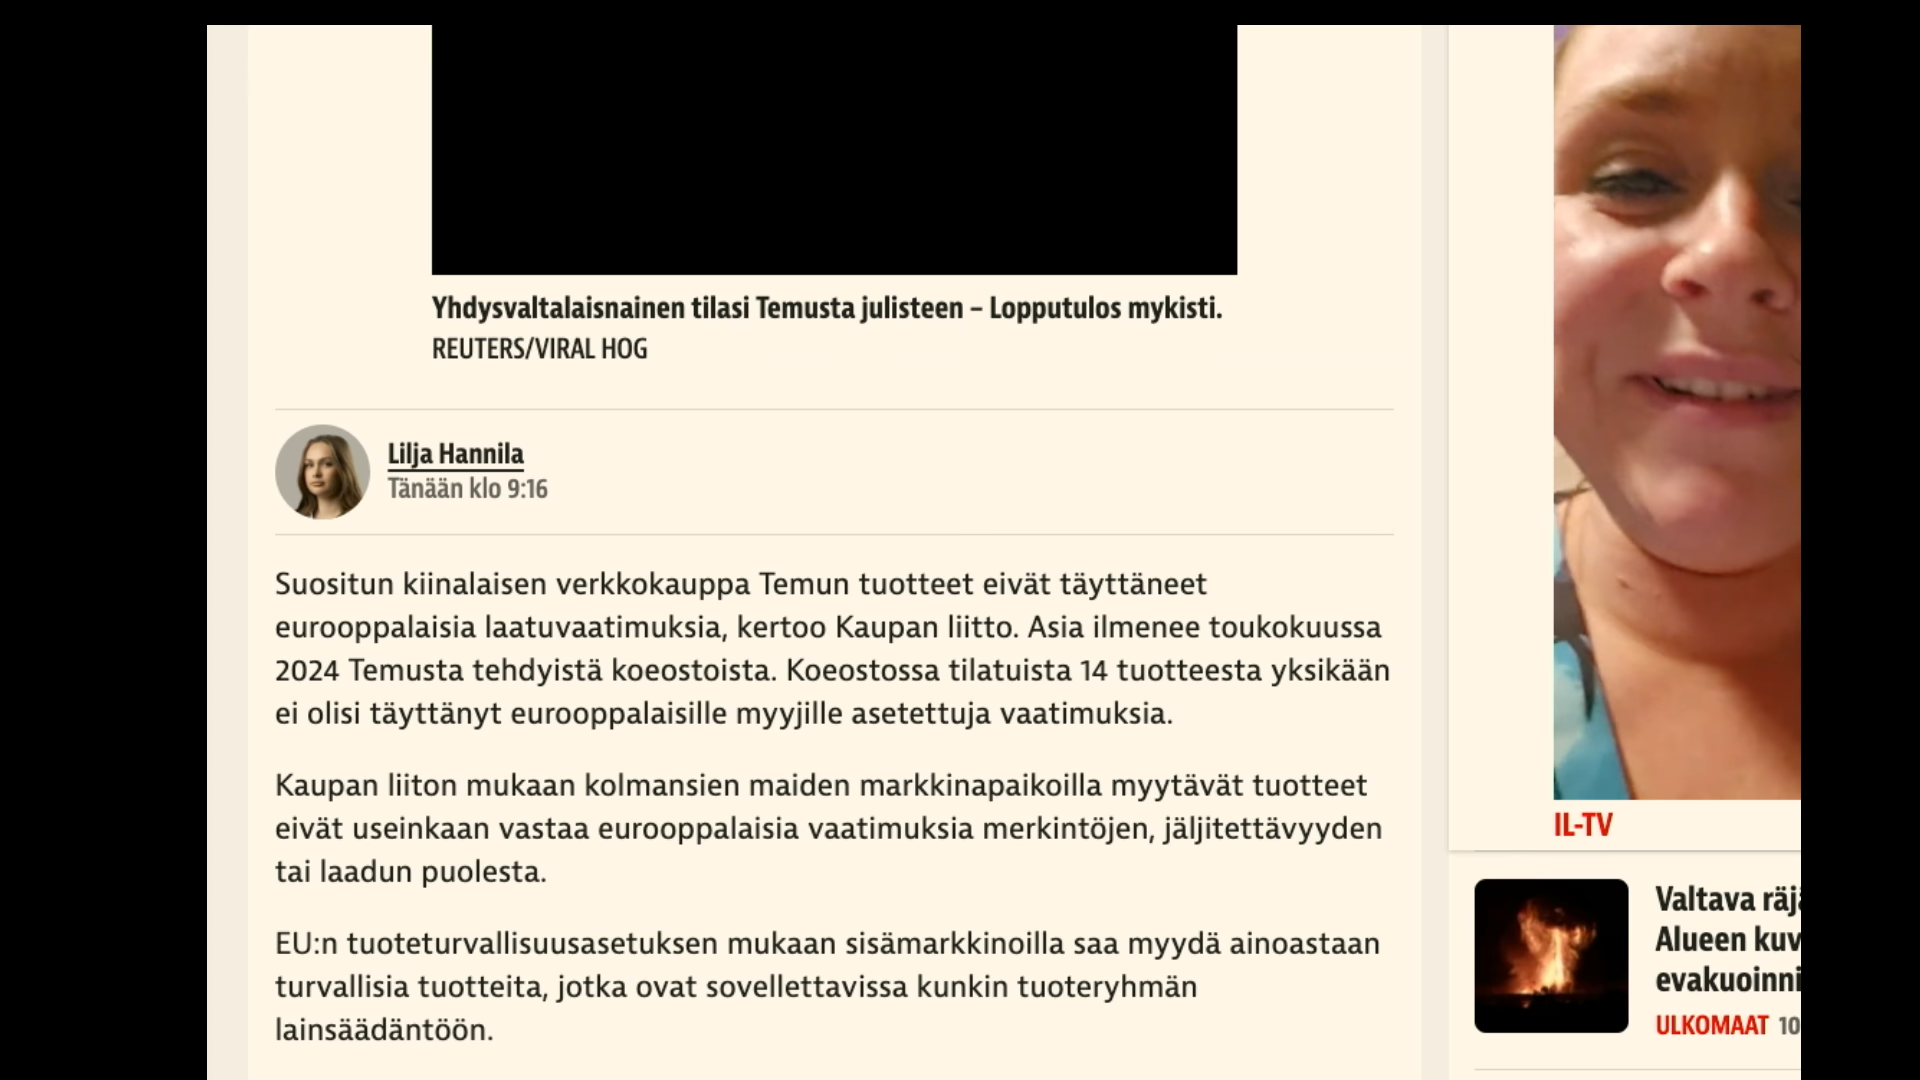 Yhdysvaltalaisnainen tilasi Temusta julisteen – Lopputulos mykisti.
REUTERS/VIRAL HOG
Lilja Hannila
Tänään klo 9:16
Suositun kiinalaisen verkkokauppa Temun tuotteet eivät täyttäneet
eurooppalaisia laatuvaatimuksia, kertoo Kaupan liitto. Asia ilmenee toukokuussa
2024 Temusta tehdyistä koeostoista. Koeostossa tilatuista 14 tuotteesta yksikään
ei olisi täyttänyt eurooppalaisille myyjille asetettuja vaatimuksia.
Kaupan liiton mukaan kolmansien maiden markkinapaikoilla myytävät tuotteet
eivät useinkaan vastaa eurooppalaisia vaatimuksia merkintöjen, jäljitettävyyden
tai laadun puolesta.
EU:n tuoteturvallisuusasetuksen mukaan sisämarkkinoilla saa myydä ainoastaan
turvallisia tuotteita, jotka ovat sovellettavissa kunkin tuoteryhmän
lainsäädäntöön.
IL-TV
Valtava
Alueen
ULKOMAAT 10